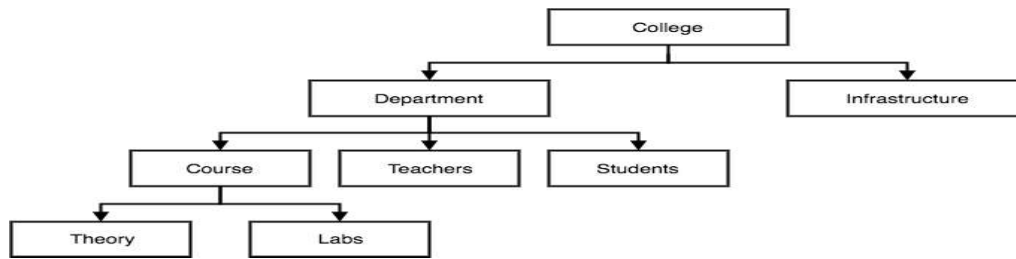 College
Department
Infrastructure
Course
Teachers
Students
Theory
Labs